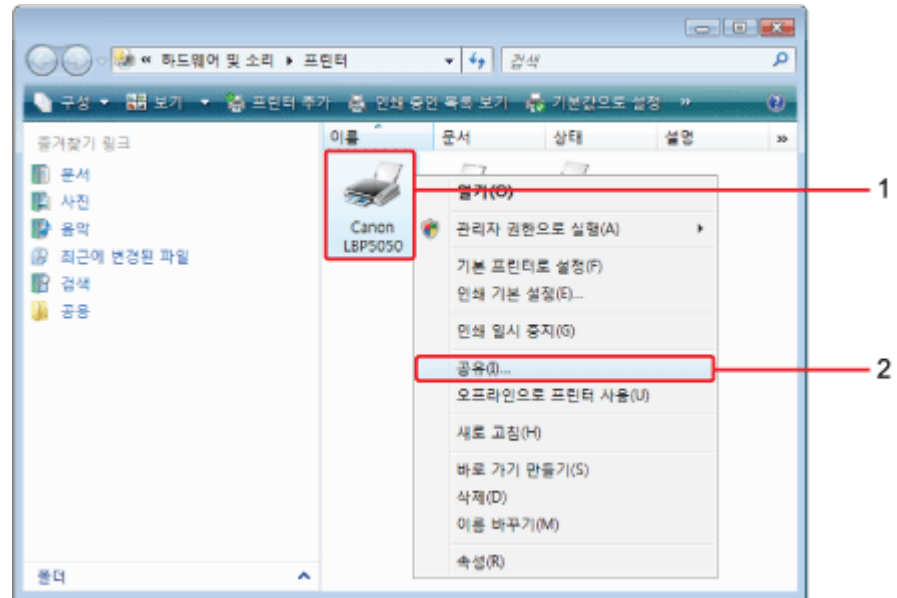 « 하드웨어 및 소리 ▸ 프린터
검색
구성 보기 프린터 추가 인쇄 중인 목록 보기 기본값으로 설정 »
즐겨찾기 링크
문서
사진
음악
최근에 변경된 파일
검색
공용
폴더
이름 문서 상태 설명 »
Canon
LBP5050
열기(O)
관리자 권한으로 실행(A)
기본 프린터로 설정(F)
인쇄 기본 설정(E)...
인쇄 일시 중지(G)
공유(I)...
오프라인으로 프린터 사용(U)
새로 고침(H)
바로 가기 만들기(S)
삭제(D)
이름 바꾸기(M)
속성(R)
1
2